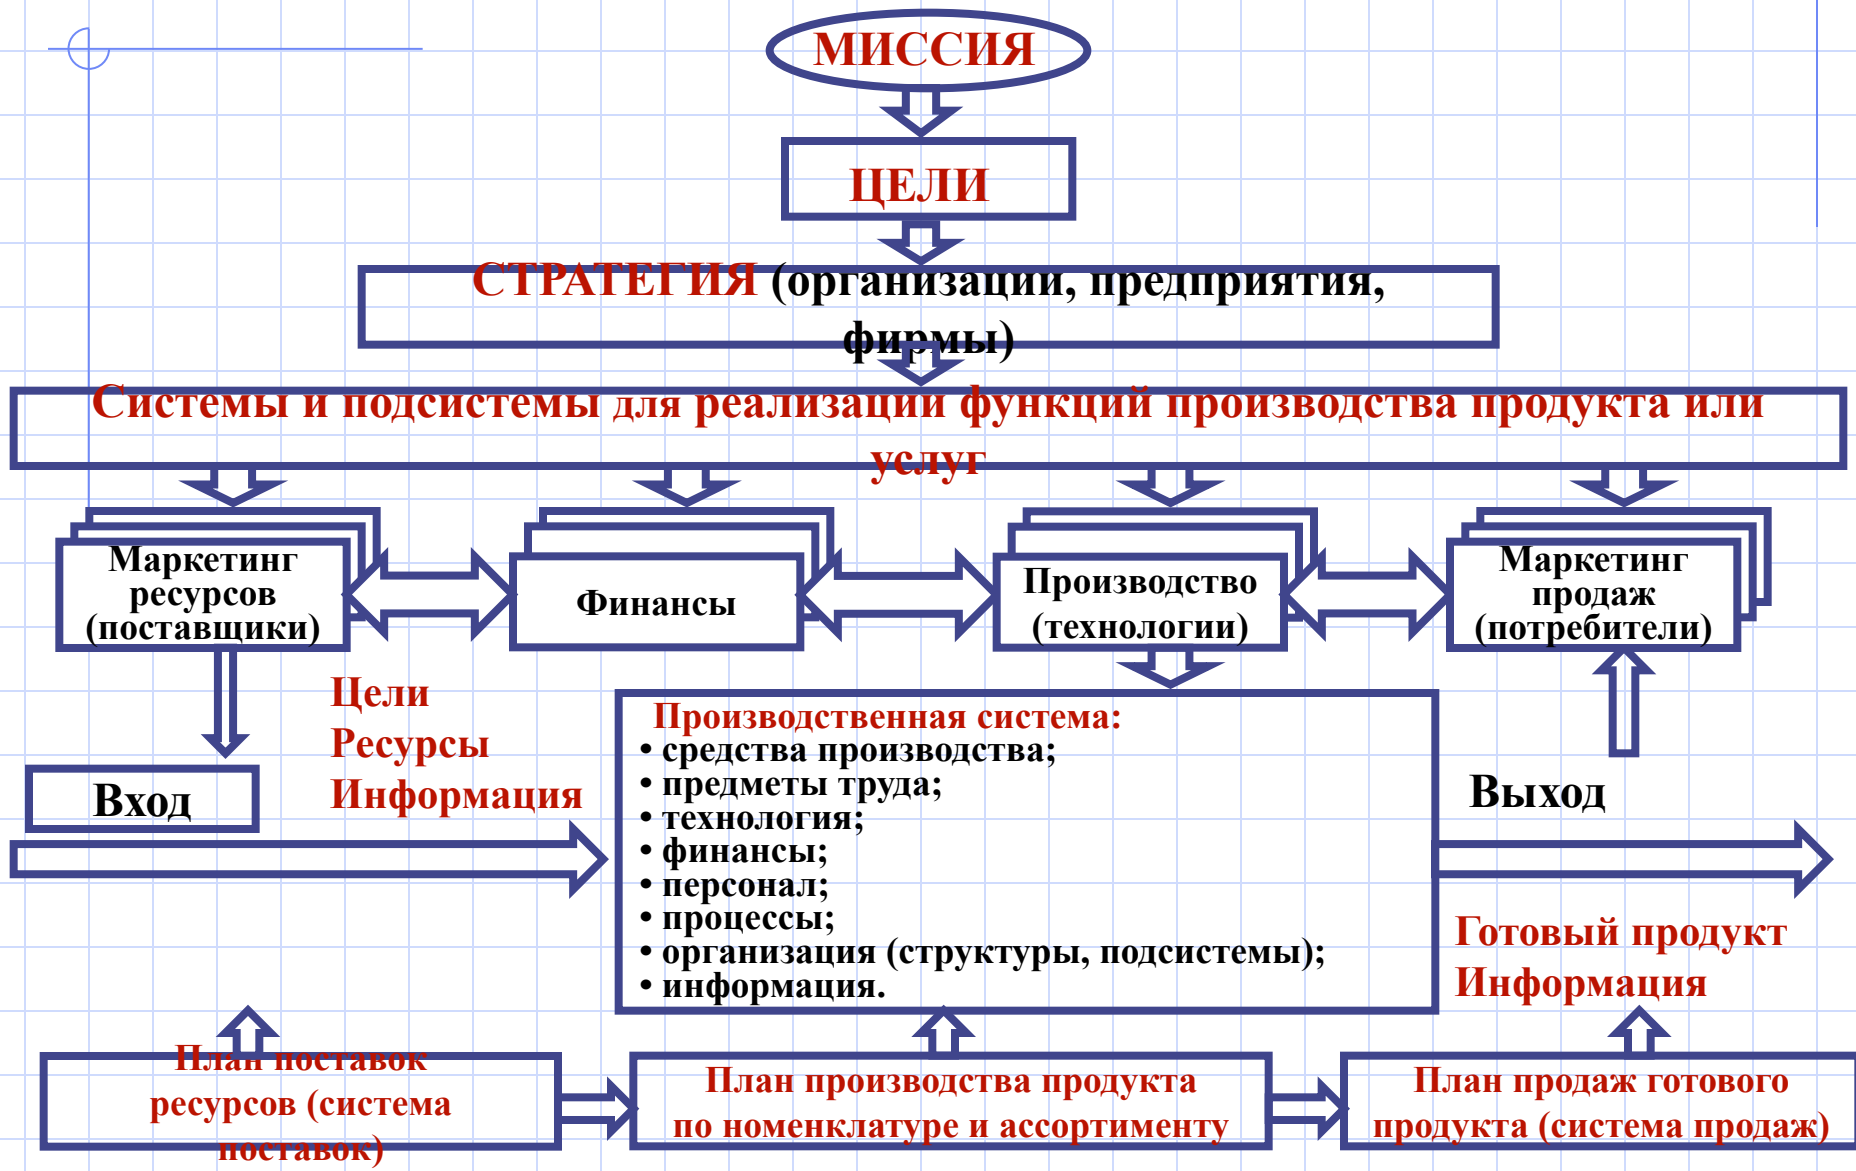 МИССИЯ
ЦЕЛИ
СТРАТЕГИЯ (организации, предприятия,
фирмы)
Системы и подсистемы для реализации функций производства продукта или
услуг
Маркетинг
ресурсов
(поставщики)
Финансы
Производство
(технологии)
Маркетинг
продаж
(потребители)
Цели
Ресурсы
Информация
Вход
Производственная система:
• средства производства;
• предметы труда;
• технология;
• финансы;
• персонал;
• процессы;
• организация (структуры, подсистемы);
• информация.
Выход
Готовый продукт
Информация
План поставок
ресурсов (система
поставок)
План производства продукта
по номенклатуре и ассортименту
План продаж готового
продукта (система продаж)